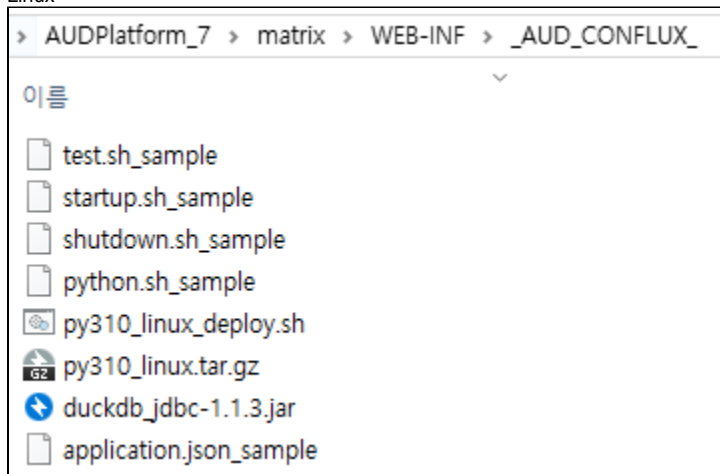 > AUDPlatform_7 > matrix > WEB-INF > _AUD_CONFLUX_
이름
test.sh_sample
startup.sh_sample
shutdown.sh_sample
python.sh_sample
py310_linux_deploy.sh
GZ py310_linux.tar.gz
duckdb_jdbc-1.1.3.jar
application.json_sample